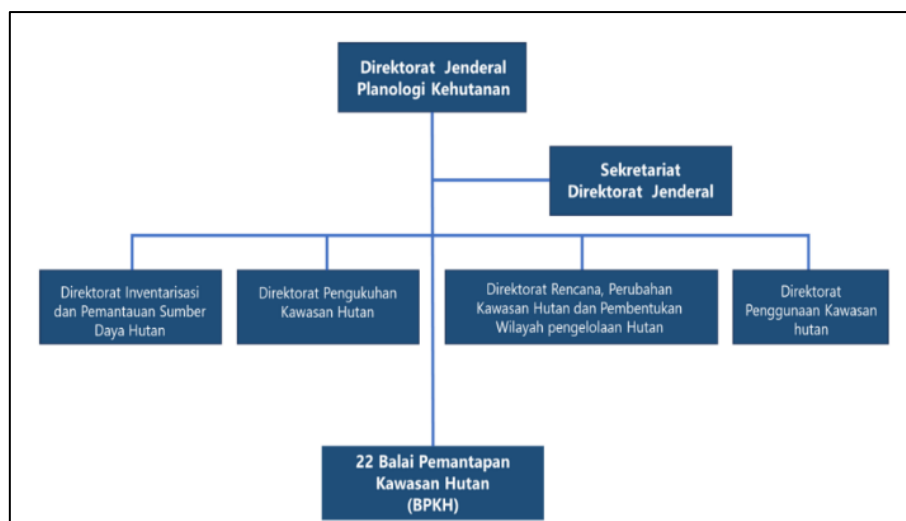 Direktorat Jenderal
Planologi Kehutanan
Sekretariat
Direktorat Jenderal
Direktorat Inventarisasi
dan Pemantauan Sumber
Daya Hutan
Direktorat Pengukuhan
Kawasan Hutan
Direktorat Rencana, Perubahan
Kawasan Hutan dan Pembentukan
Wilayah pengelolaan Hutan
Direktorat
Penggunaan Kawasan
hutan
22 Balai Pemantapan
Kawasan Hutan
(BPKH)